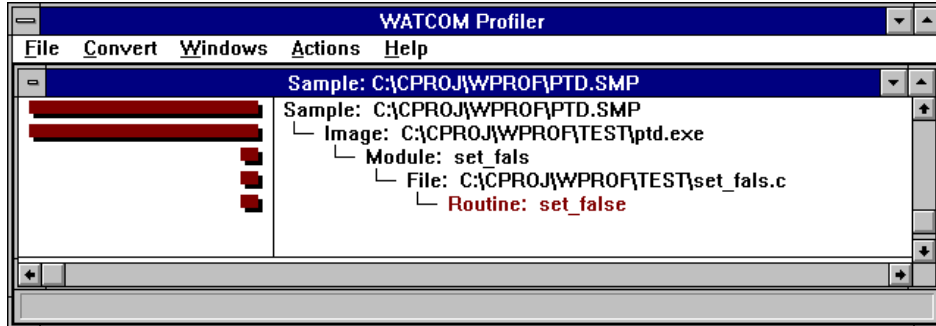 WATCOM Profiler
File Convert Windows Actions Help
Sample: C:\CPROJ\WPROF\PTD.SMP
Sample: C:\CPROJ\WPROF\PTD.SMP
Image: C:\CPROJ\WPROF\TEST\ptd.exe
Module: set_fals
File: C:\CPROJ\WPROF\TEST\set_fals.c
Routine: set_false